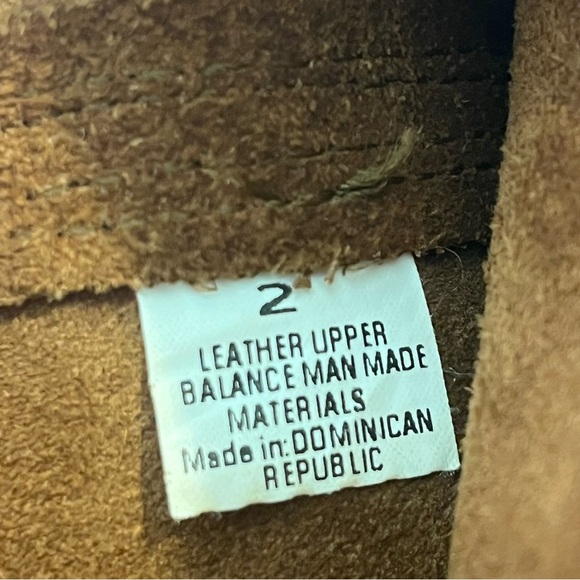 2
LEATHER UPPER
BALANCE MAN MADE
MATERIALS
Made in: DOMINICAN
REPUBLIC